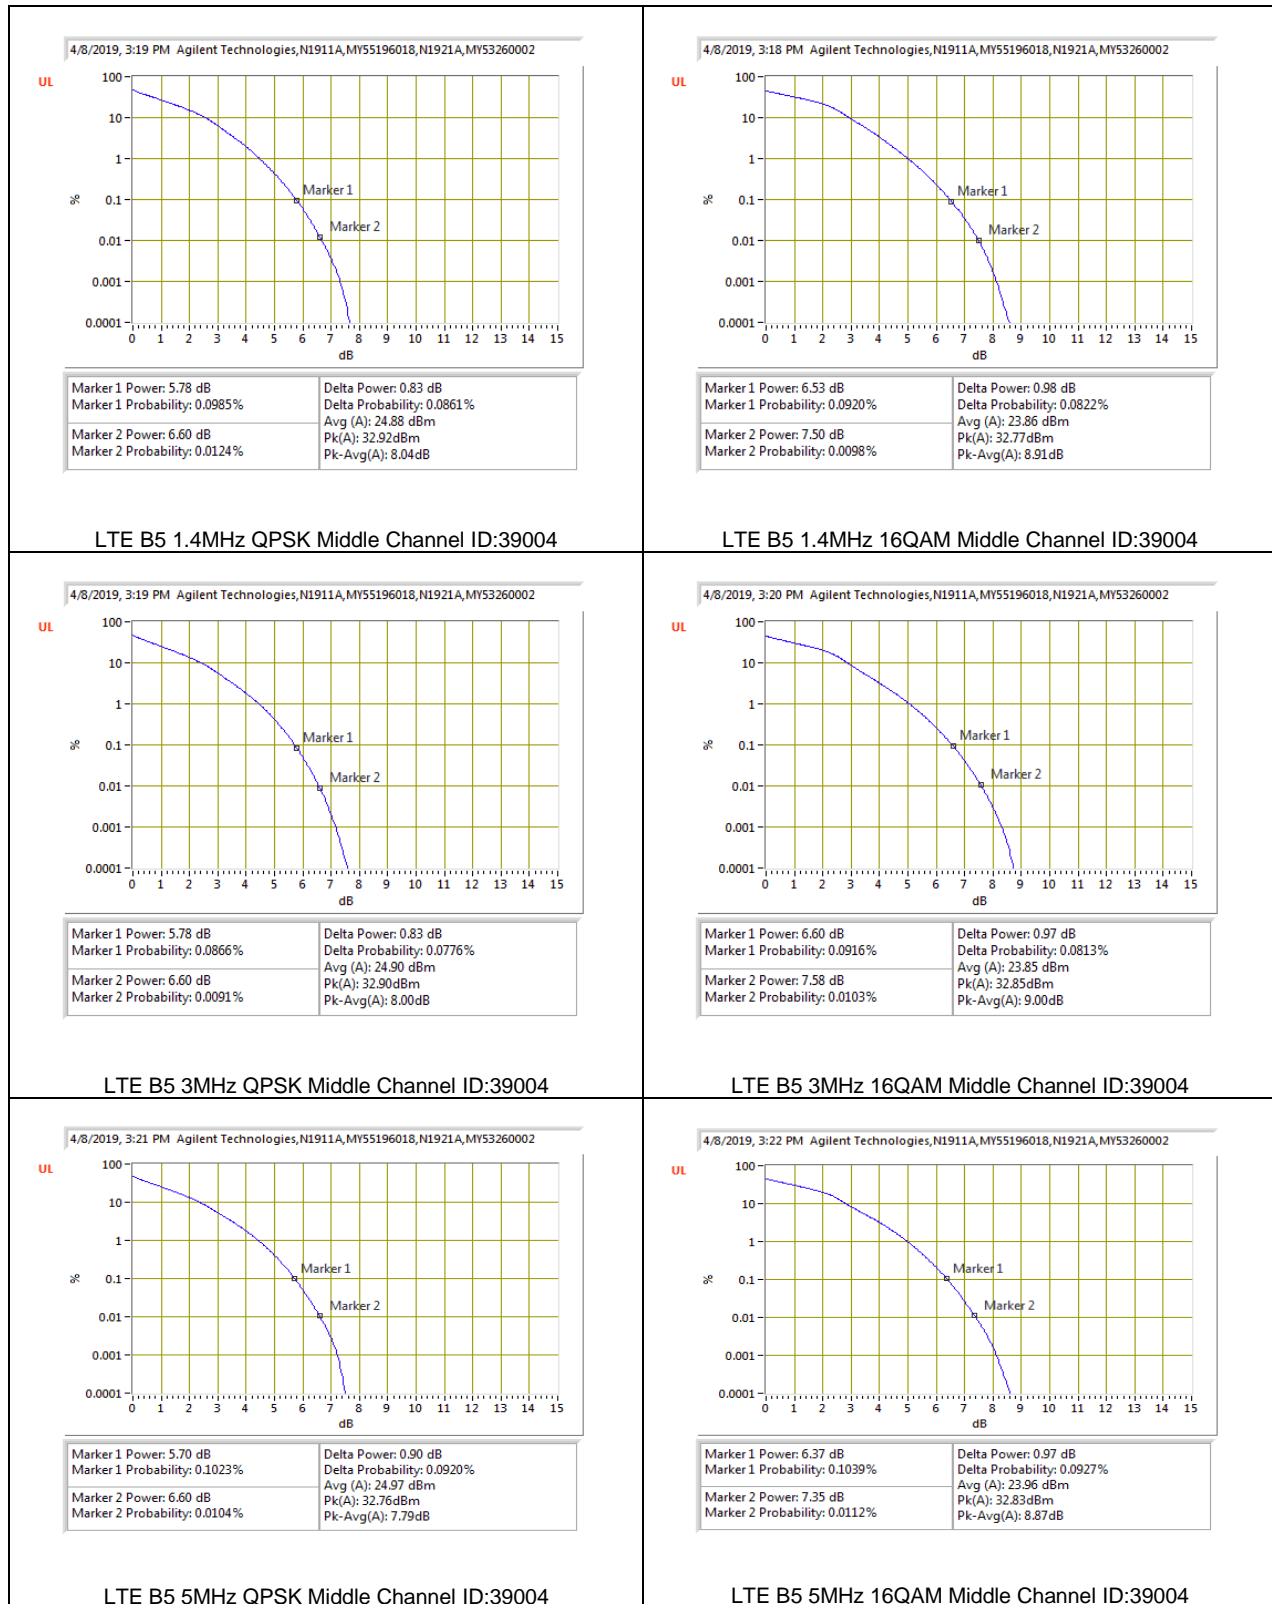 4/8/2019, 3:19 PM Agilent Technologies,N1911A,MY55196018,N1921A,MY53260002
UL
100
10
1
0.1
0.01
0.001
0.0001
%
Marker 1
Marker 2
0 1 2 3 4 5 6 7 8 9 10 11 12 13 14 15
dB
Marker 1 Power: 5.78 dB
Marker 1 Probability: 0.0985%
Marker 2 Power: 6.60 dB
Marker 2 Probability: 0.0124%
Delta Power: 0.83 dB
Delta Probability: 0.0861%
Avg (A): 24.88 dBm
Pk(A): 32.92dBm
Pk-Avg(A): 8.04dB
LTE B5 1.4MHz QPSK Middle Channel ID:39004
4/8/2019, 3:18 PM Agilent Technologies,N1911A,MY55196018,N1921A,MY53260002
UL
100
10
1
0.1
0.01
0.001
0.0001
%
Marker 1
Marker 2
0 1 2 3 4 5 6 7 8 9 10 11 12 13 14 15
dB
Marker 1 Power: 6.53 dB
Marker 1 Probability: 0.0920%
Marker 2 Power: 7.50 dB
Marker 2 Probability: 0.0098%
Delta Power: 0.98 dB
Delta Probability: 0.0822%
Avg (A): 23.86 dBm
Pk(A): 32.77dBm
Pk-Avg(A): 8.91dB
LTE B5 1.4MHz 16QAM Middle Channel ID:39004
4/8/2019, 3:19 PM Agilent Technologies,N1911A,MY55196018,N1921A,MY53260002
UL
100
10
1
0.1
0.01
0.001
0.0001
%
Marker 1
Marker 2
0 1 2 3 4 5 6 7 8 9 10 11 12 13 14 15
dB
Marker 1 Power: 5.78 dB
Marker 1 Probability: 0.0866%
Marker 2 Power: 6.60 dB
Marker 2 Probability: 0.0091%
Delta Power: 0.83 dB
Delta Probability: 0.0776%
Avg (A): 24.90 dBm
Pk(A): 32.90dBm
Pk-Avg(A): 8.00dB
LTE B5 3MHz QPSK Middle Channel ID:39004
4/8/2019, 3:20 PM Agilent Technologies,N1911A,MY55196018,N1921A,MY53260002
UL
100
10
1
0.1
0.01
0.001
0.0001
%
Marker 1
Marker 2
0 1 2 3 4 5 6 7 8 9 10 11 12 13 14 15
dB
Marker 1 Power: 6.60 dB
Marker 1 Probability: 0.0916%
Marker 2 Power: 7.58 dB
Marker 2 Probability: 0.0103%
Delta Power: 0.97 dB
Delta Probability: 0.0813%
Avg (A): 23.85 dBm
Pk(A): 32.85dBm
Pk-Avg(A): 9.00dB
LTE B5 3MHz 16QAM Middle Channel ID:39004
4/8/2019, 3:21 PM Agilent Technologies,N1911A,MY55196018,N1921A,MY53260002
UL
100
10
1
0.1
0.01
0.001
0.0001
%
Marker 1
Marker 2
0 1 2 3 4 5 6 7 8 9 10 11 12 13 14 15
dB
Marker 1 Power: 5.70 dB
Marker 1 Probability: 0.1023%
Marker 2 Power: 6.60 dB
Marker 2 Probability: 0.0104%
Delta Power: 0.90 dB
Delta Probability: 0.0920%
Avg (A): 24.97 dBm
Pk(A): 32.76dBm
Pk-Avg(A): 7.79dB
LTE B5 5MHz QPSK Middle Channel ID:39004
4/8/2019, 3:22 PM Agilent Technologies,N1911A,MY55196018,N1921A,MY53260002
UL
100
10
1
0.1
0.01
0.001
0.0001
%
Marker 1
Marker 2
0 1 2 3 4 5 6 7 8 9 10 11 12 13 14 15
dB
Marker 1 Power: 6.37 dB
Marker 1 Probability: 0.1039%
Marker 2 Power: 7.35 dB
Marker 2 Probability: 0.0112%
Delta Power: 0.97 dB
Delta Probability: 0.0927%
Avg (A): 23.96 dBm
Pk(A): 32.83dBm
Pk-Avg(A): 8.87dB
LTE B5 5MHz 16QAM Middle Channel ID:39004